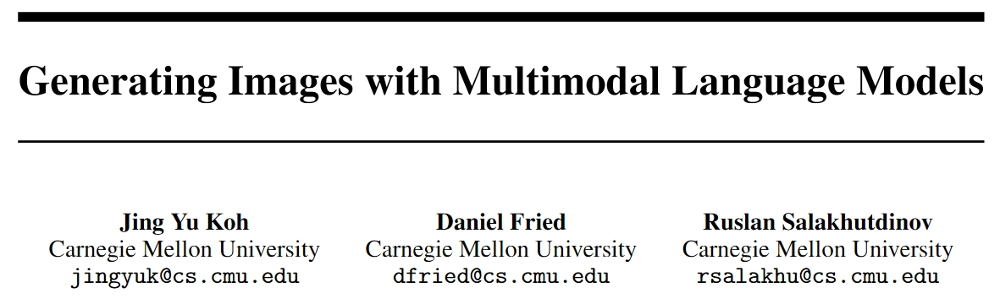 Generating Images with Multimodal Language Models
Jing Yu Koh Daniel Fried Ruslan Salakhutdinov
Carnegie Mellon University Carnegie Mellon University Carnegie Mellon University
jingyuk@cs.cmu.edu dfried@cs.cmu.edu rsalakhu@cs.cmu.edu